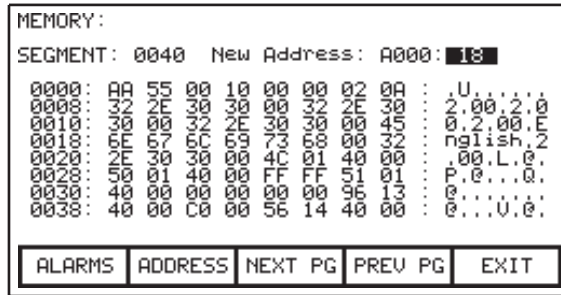 MEMORY:
SEGMENT: 0040 New Address: A000: 18
0000: AA 55 00 10 00 00 02 0A : .U......
0008: 32 2E 30 30 00 32 2E 30 : 2.00.2.0
0010: 30 00 32 2E 30 30 00 45 : 0.2.00.E
0018: 6E 67 6C 69 73 68 00 32 : nglish.2
0020: 2E 30 30 00 4C 01 40 00 : .00.L.@.
0028: 50 01 40 00 FF FF 51 01 : P.@...Q.
0030: 40 00 00 00 00 00 96 13 : @.......
0038: 40 00 C0 00 56 14 40 00 : @...V.@.
ALARMS ADDRESS NEXT PG PREV PG EXIT